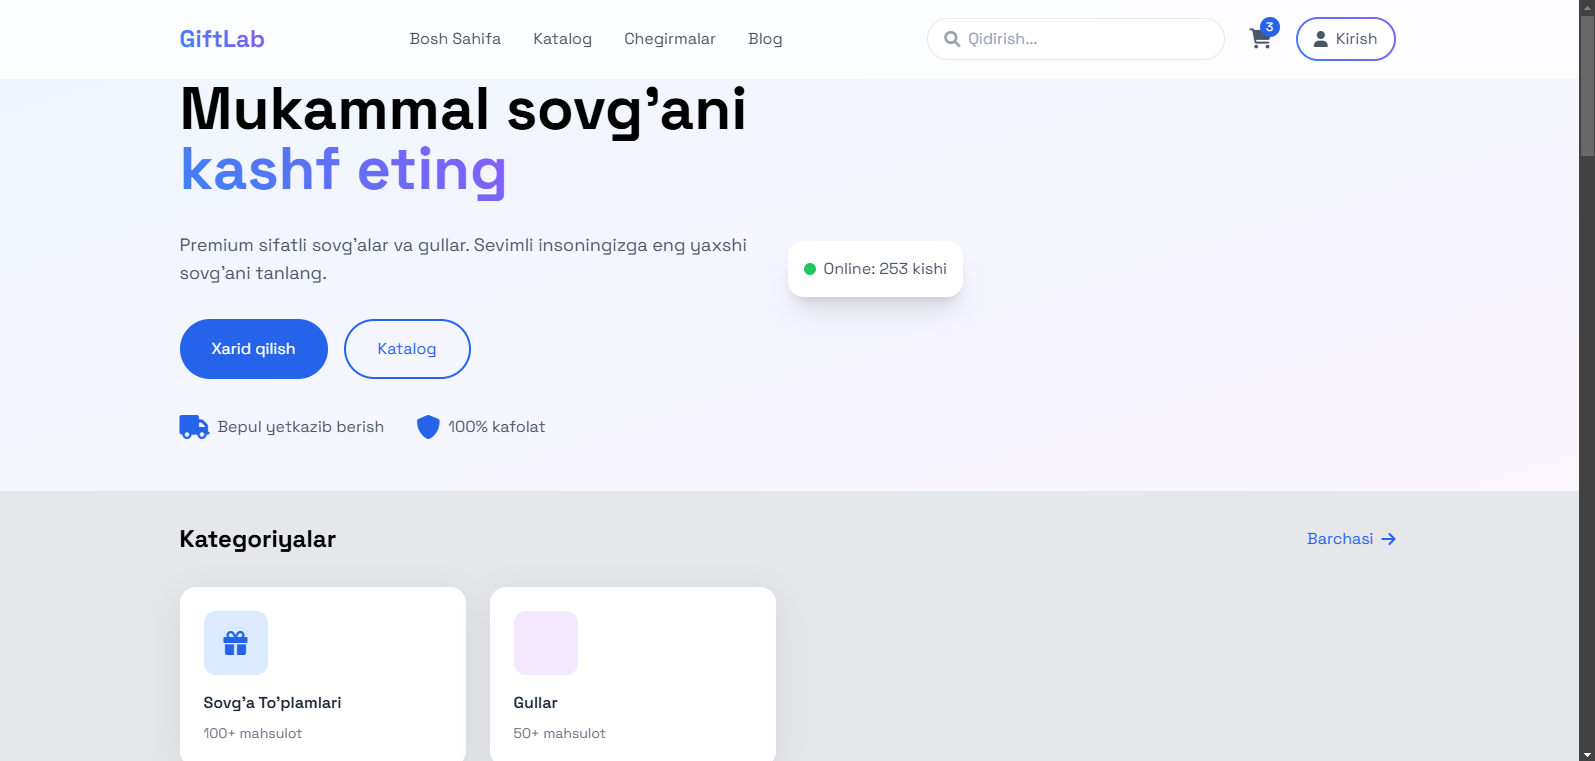 GiftLab
Bosh Sahifa
Katalog
Chegirmalar
Blog
Qidirish...
3
Kirish
Mukammal sovg'ani
kashf eting
Premium sifatli sovg'alar va gullar. Sevimli insoningizga eng yaxshi
sovg'ani tanlang.
Online: 253 kishi
Xarid qilish
Katalog
Bepul yetkazib berish
100% kafolat
Kategoriyalar
Barchasi
Sovg'a To'plamlari
100+ mahsulot
Gullar
50+ mahsulot